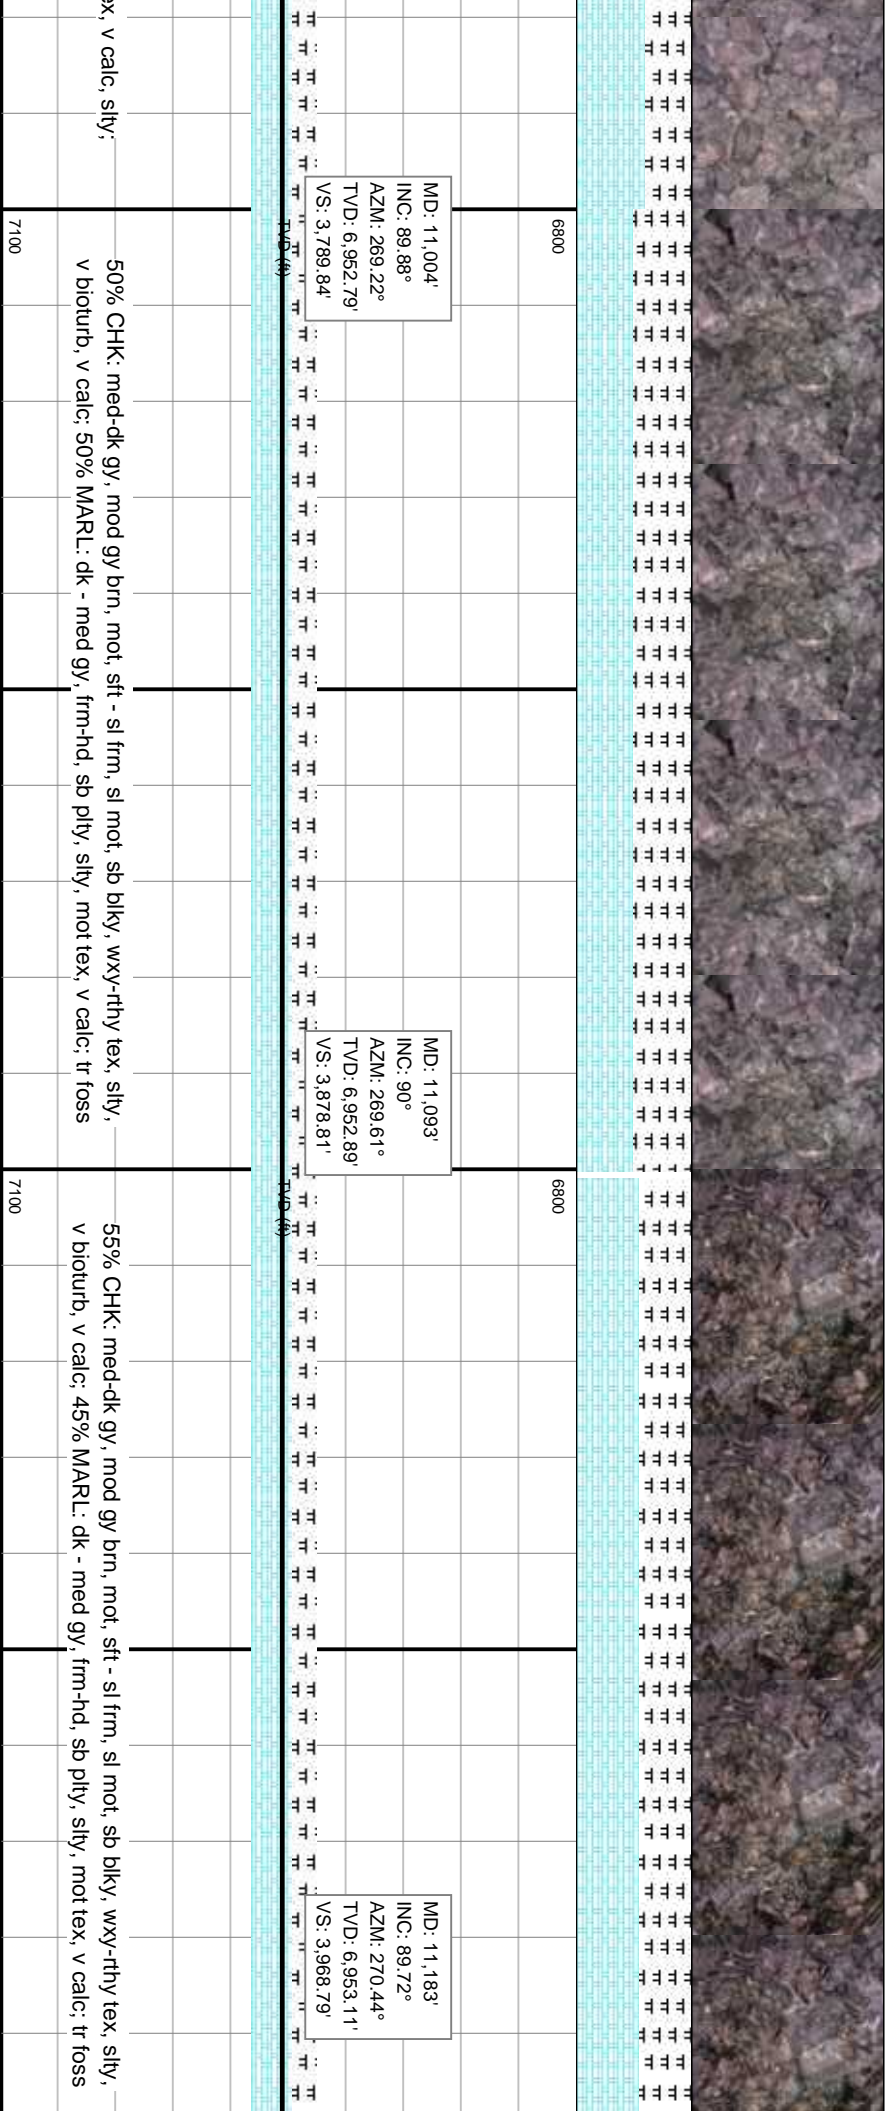 ex, v calc, slty;
6800
TVD (ft)
7100
MD: 11,004'
INC: 89.88°
AZM: 269.22°
TVD: 6,952.79'
VS: 3,789.84'
50% CHK: med-dk gy, mod gy brn, mot, sft - sl frm, sl mot, sb blky, wxy-rthy tex, slty,
v bioturb, v calc; 50% MARL: dk - med gy, frm-hd, sb plty, slty, mot tex, v calc; tr foss
MD: 11,093'
INC: 90°
AZM: 269.61°
TVD: 6,952.89'
VS: 3,878.81'
6800
TVD (ft)
7100
55% CHK: med-dk gy, mod gy brn, mot, sft - sl frm, sl mot, sb blky, wxy-rthy tex, slty,
v bioturb, v calc; 45% MARL: dk - med gy, frm-hd, sb plty, slty, mot tex, v calc; tr foss
MD: 11,183'
INC: 89.72°
AZM: 270.44°
TVD: 6,953.11'
VS: 3,968.79'